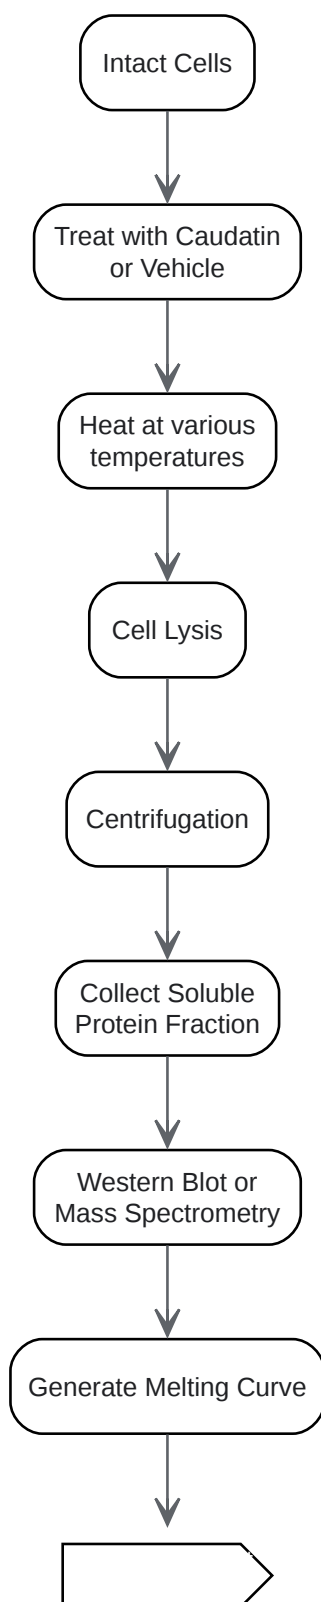 Intact Cells
Treat with Caudatin
or Vehicle
Heat at various
temperatures
Cell Lysis
Centrifugation
Collect Soluble
Protein Fraction
Western Blot or
Mass Spectrometry
Generate Melting Curve